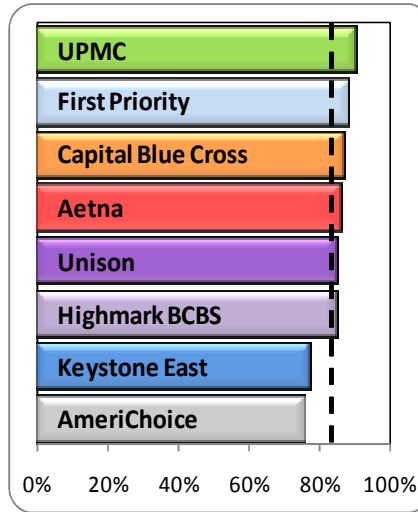 UPMC
First Priority
Capital Blue Cross
Aetna
Unison
Highmark BCBS
Keystone East
AmeriChoice
0% 20% 40% 60% 80% 100%